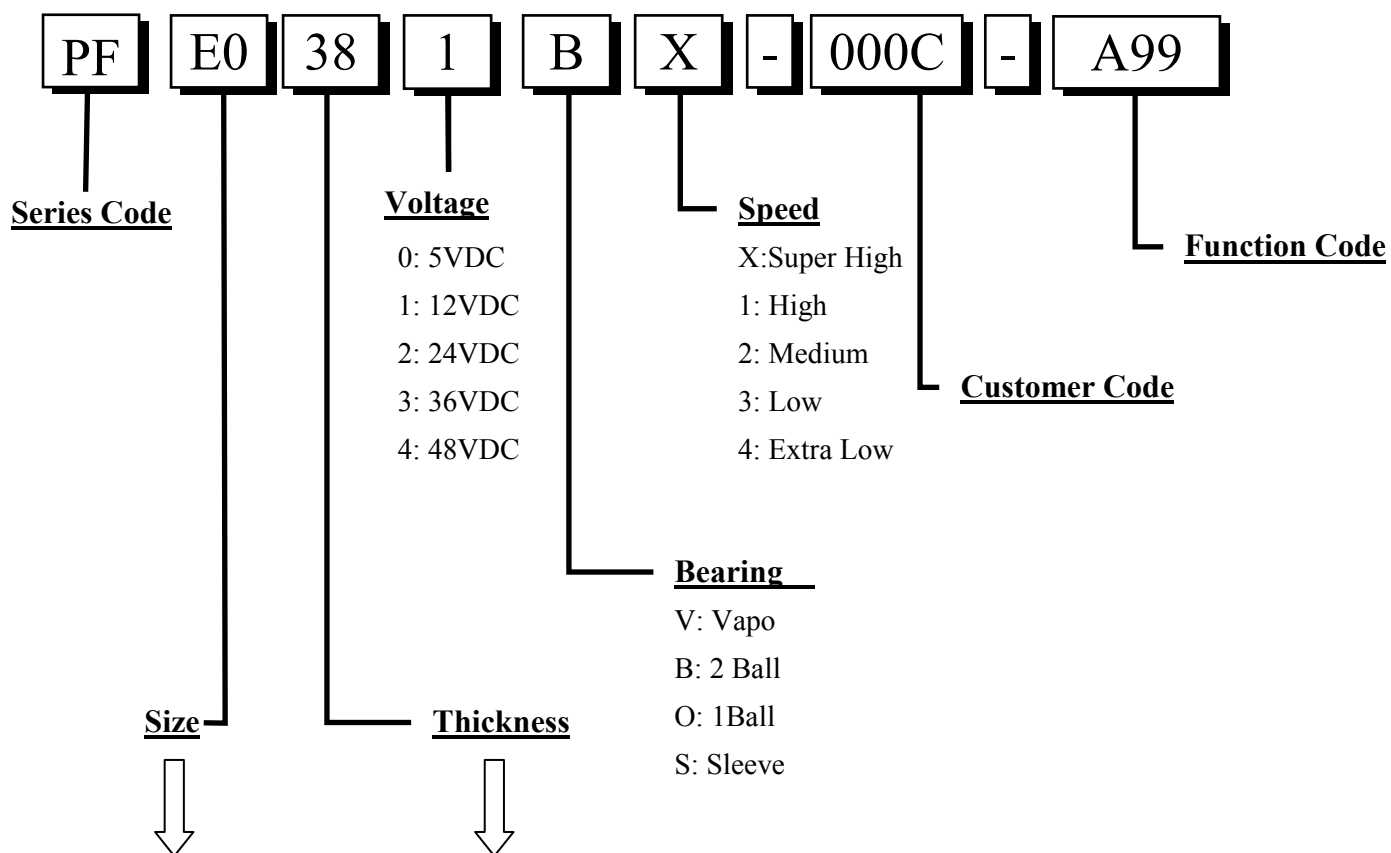 PF E0 38 1 B X - 000C - A99
Series Code
Voltage
0: 5VDC
1: 12VDC
2: 24VDC
3: 36VDC
4: 48VDC
Speed
X:Super High
1: High
2: Medium
3: Low
4: Extra Low
Function Code
Customer Code
Bearing
V: Vapo
B: 2 Ball
O: 1Ball
S: Sleeve
Size
Thickness